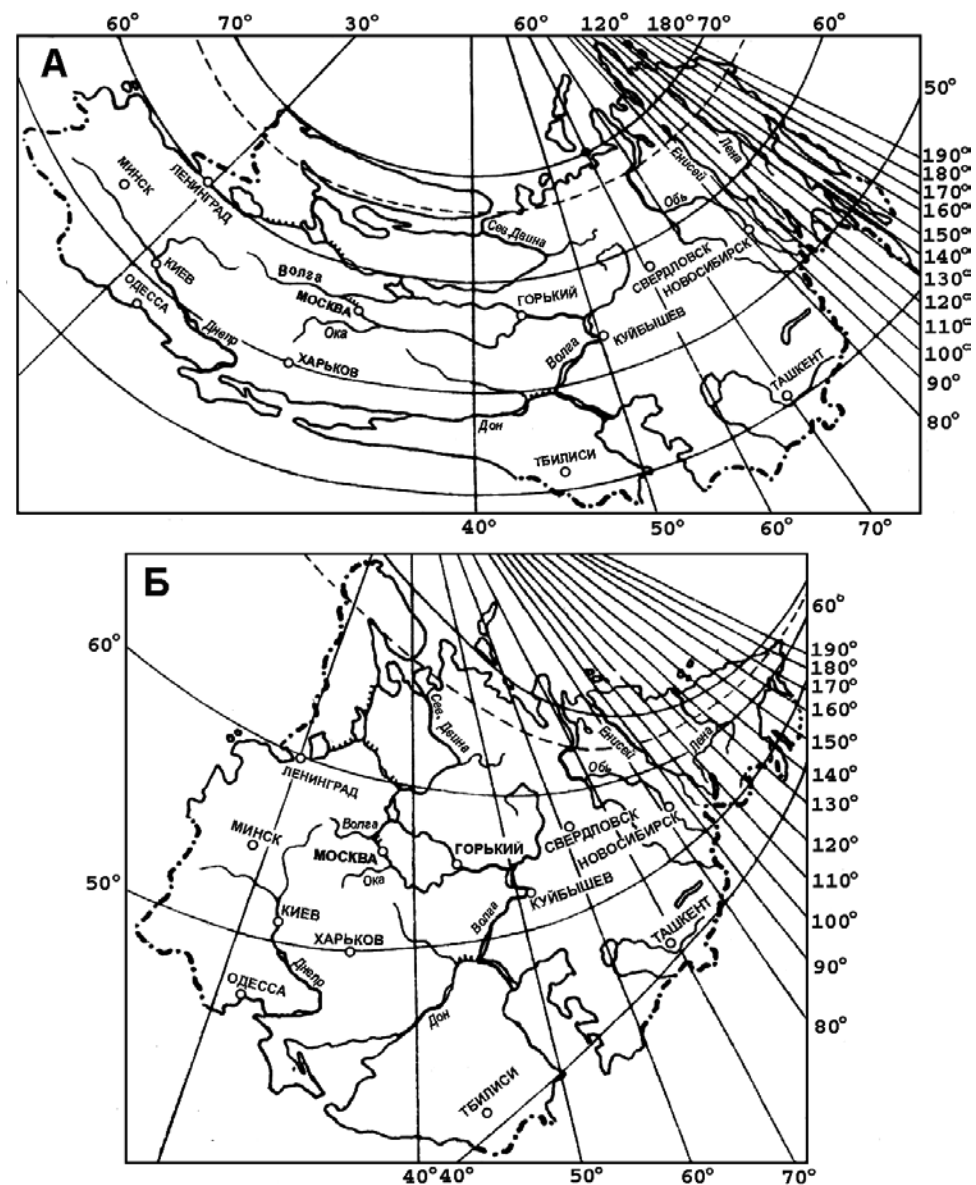 60° 70° 30° 60° 120° 180° 70° 60°
А
50°
МИНСК
ЛЕНИНГРАД
Енисей
Лена
190°
180°
170°
160°
150°
140°
130°
120°
110°
100°
90°
80°
Обь
Сев.Двина
КИЕВ
ОДЕССА
Днепр
Волга
МОСКВА
Ока
ХАРЬКОВ
ГОРЬКИЙ
СВЕРДЛОВСК
НОВОСИБИРСК
КУЙБЫШЕВ
Волга
ТАШКЕНТ
Дон
ТБИЛИСИ
40° 50° 60° 70°
Б
60°
60°
190°
180°
170°
160°
150°
140°
130°
120°
110°
100°
90°
80°
Сев. Двина
Енисей
Лена
Обь
ЛЕНИНГРАД
МИНСК
Волга
МОСКВА
Ока
ГОРЬКИЙ
СВЕРДЛОВСК
НОВОСИБИРСК
КУЙБЫШЕВ
50°
КИЕВ
ХАРЬКОВ
Волга
ТАШКЕНТ
ОДЕССА
Днепр
Дон
ТБИЛИСИ
40° 40° 50° 60° 70°